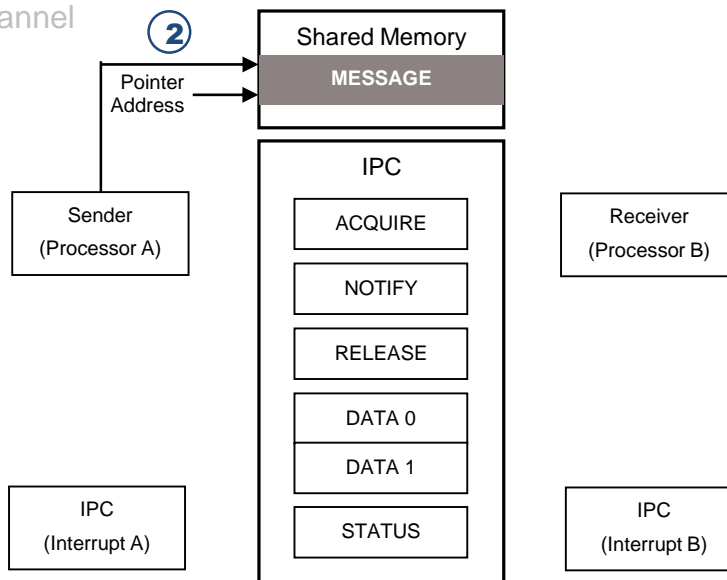 annel
2
Shared Memory
MESSAGE
Pointer
Address
IPC
Sender
(Processor A)
ACQUIRE
Receiver
(Processor B)
NOTIFY
RELEASE
DATA 0
DATA 1
IPC
(Interrupt A)
STATUS
IPC
(Interrupt B)